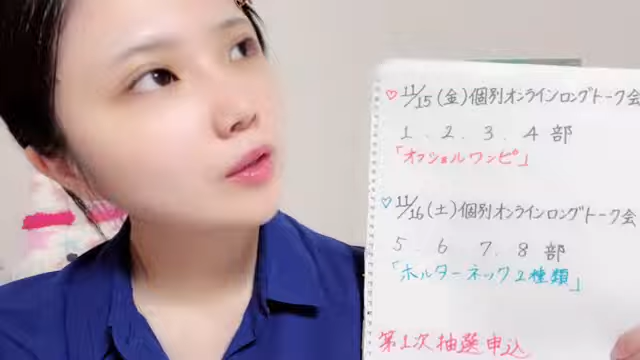 ♡11/15(金)個別オンラインロングトーク会
1.2.3.4部
「オフショルワンピ」
♡11/16(土)個別オンラインロングトーク会
5.6.7.8部
「ホルターネック2種類」
第1次抽選申込